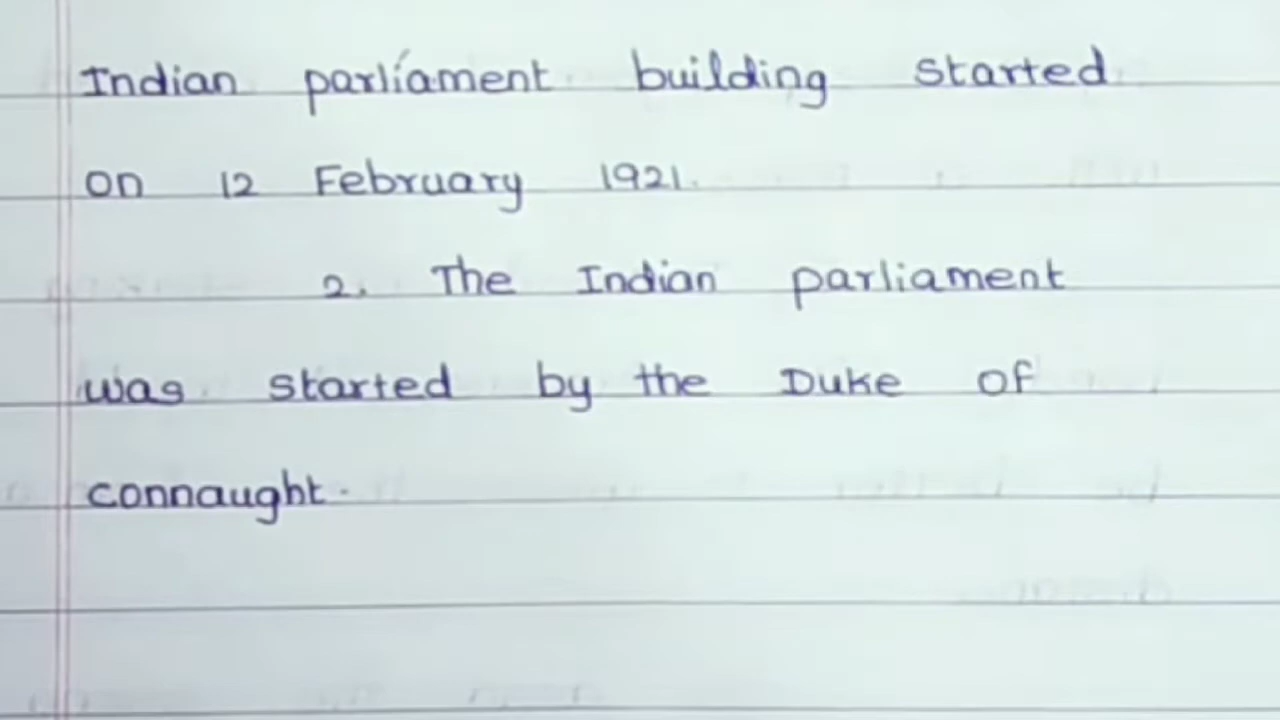 Indian parliament building started
on 12 February 1921.
2. The Indian parliament
was started by the Duke of
connaught.